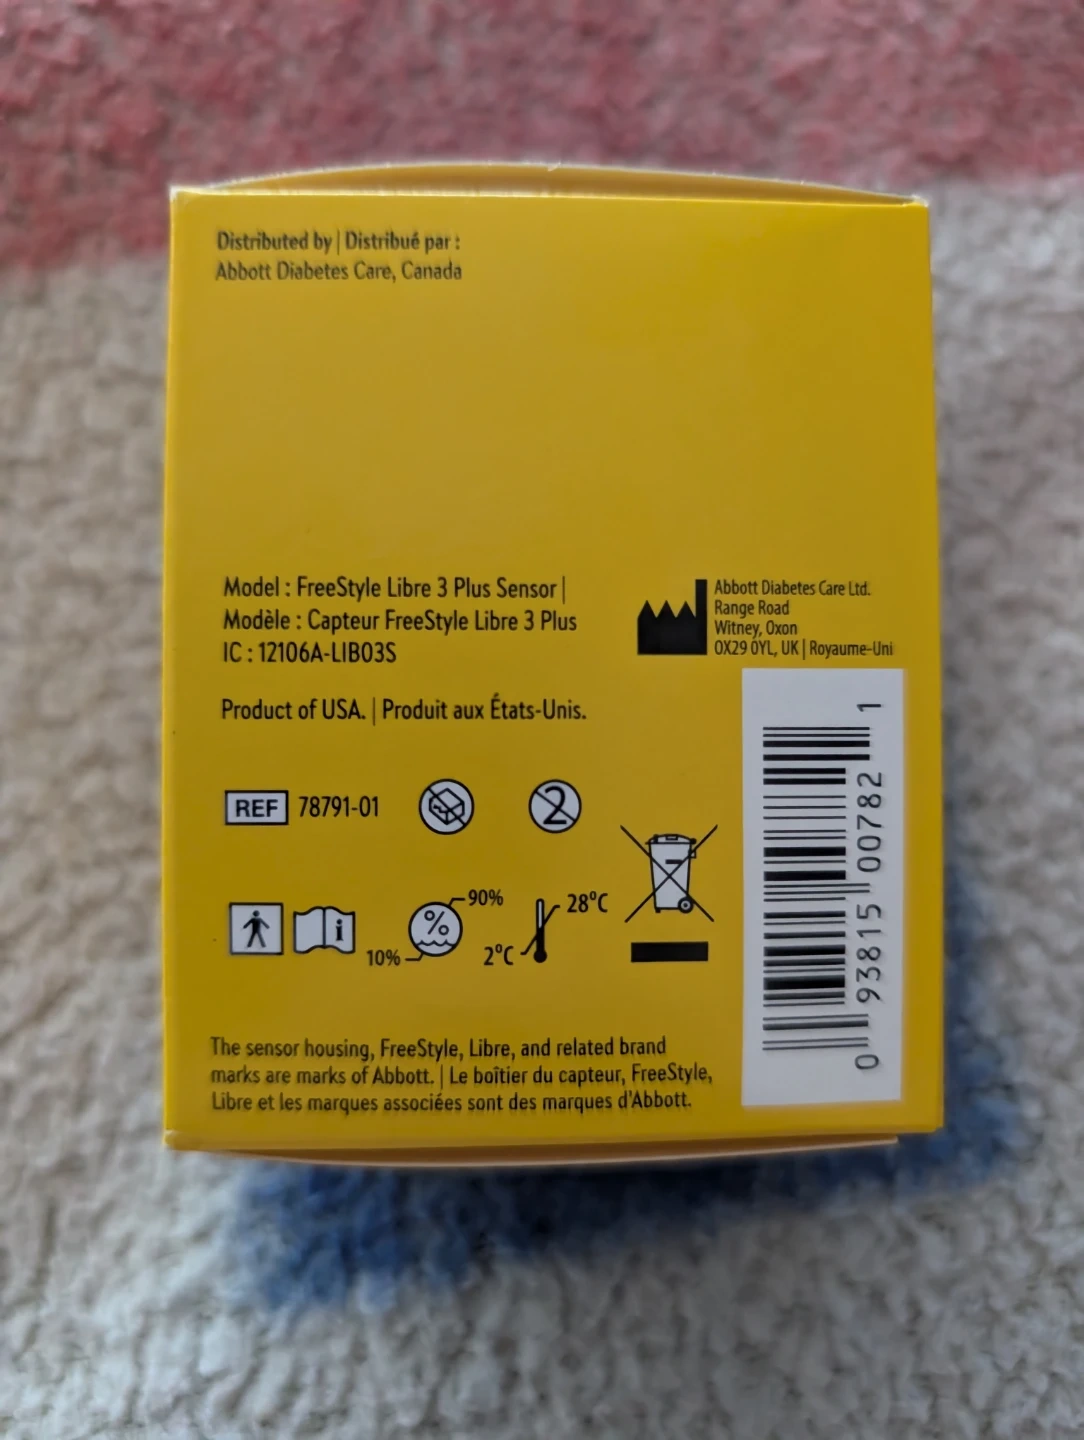 Distributed by | Distribué par :
Abbott Diabetes Care, Canada
Model : FreeStyle Libre 3 Plus Sensor |
Modèle : Capteur FreeStyle Libre 3 Plus
IC : 12106A-LIB03S
Product of USA. | Produit aux États-Unis.
Abbott Diabetes Care Ltd.
Range Road
Witney, Oxon
OX29 0YL, UK | Royaume-Uni
REF 78791-01
2
i
10% % 90%
2°C 28°C
0 93815 00782 1
The sensor housing, FreeStyle, Libre, and related brand
marks are marks of Abbott. | Le boîtier du capteur, FreeStyle,
Libre et les marques associées sont des marques d'Abbott.